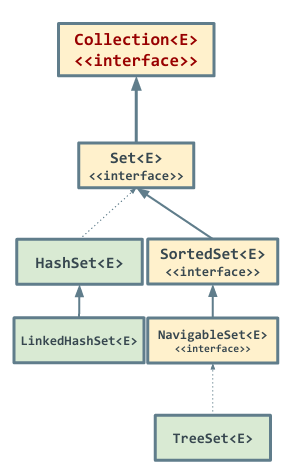 Collection<E>
<<interface>>
Set<E>
<<interface>>
HashSet<E>
SortedSet<E>
<<interface>>
LinkedHashSet<E>
NavigableSet<E>
<<interface>>
TreeSet<E>